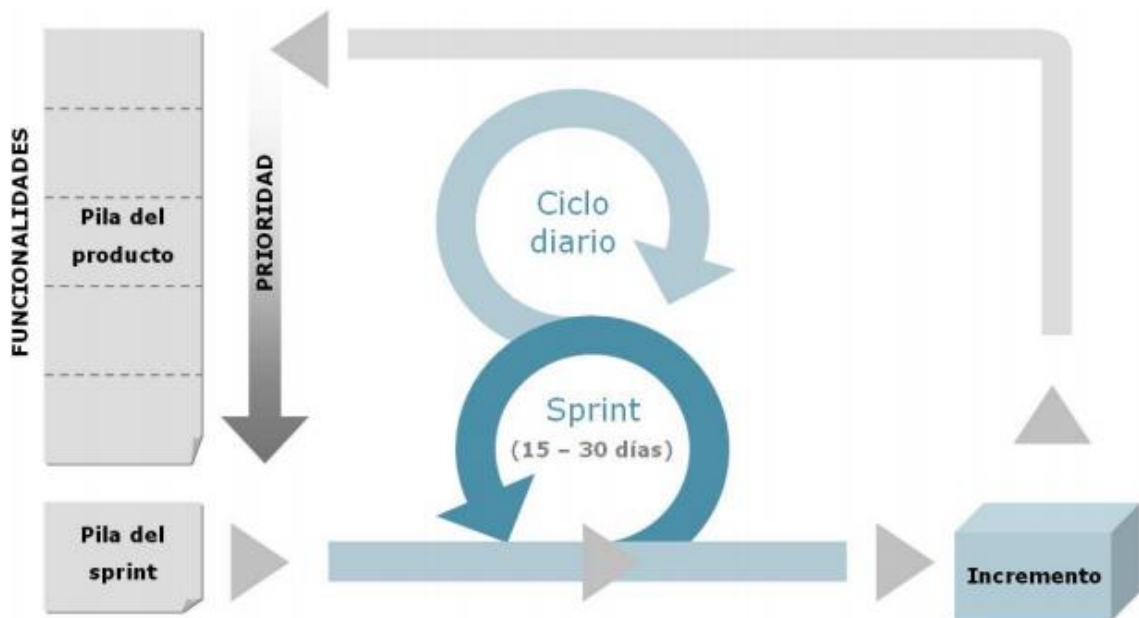 FUNCIONALIDADES
Pila del
producto
PRIORIDAD
Ciclo
diario
Sprint
(15 – 30 días)
Pila del
sprint
Incremento